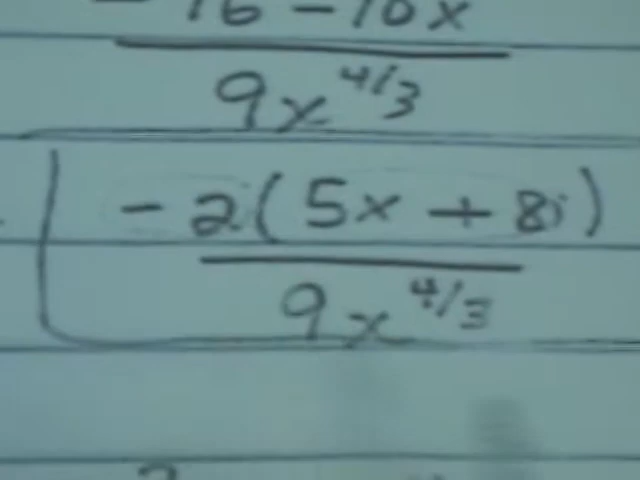 - 16 - 10x
9x^4/3
- 2(5x + 8)
9x^4/3